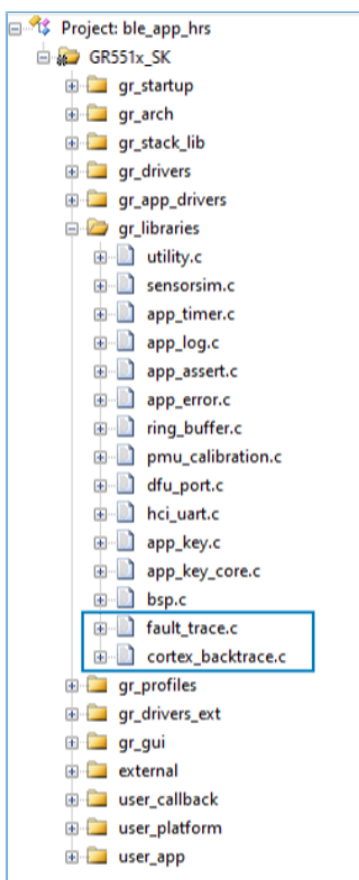 Project: ble_app_hrs
GR551x_SK
gr_startup
gr_arch
gr_stack_lib
gr_drivers
gr_app_drivers
gr_libraries
utility.c
sensorsim.c
app_timer.c
app_log.c
app_assert.c
app_error.c
ring_buffer.c
pmu_calibration.c
dfu_port.c
hci_uart.c
app_key.c
app_key_core.c
bsp.c
fault_trace.c
cortex_backtrace.c
gr_profiles
gr_drivers_ext
gr_gui
external
user_callback
user_platform
user_app